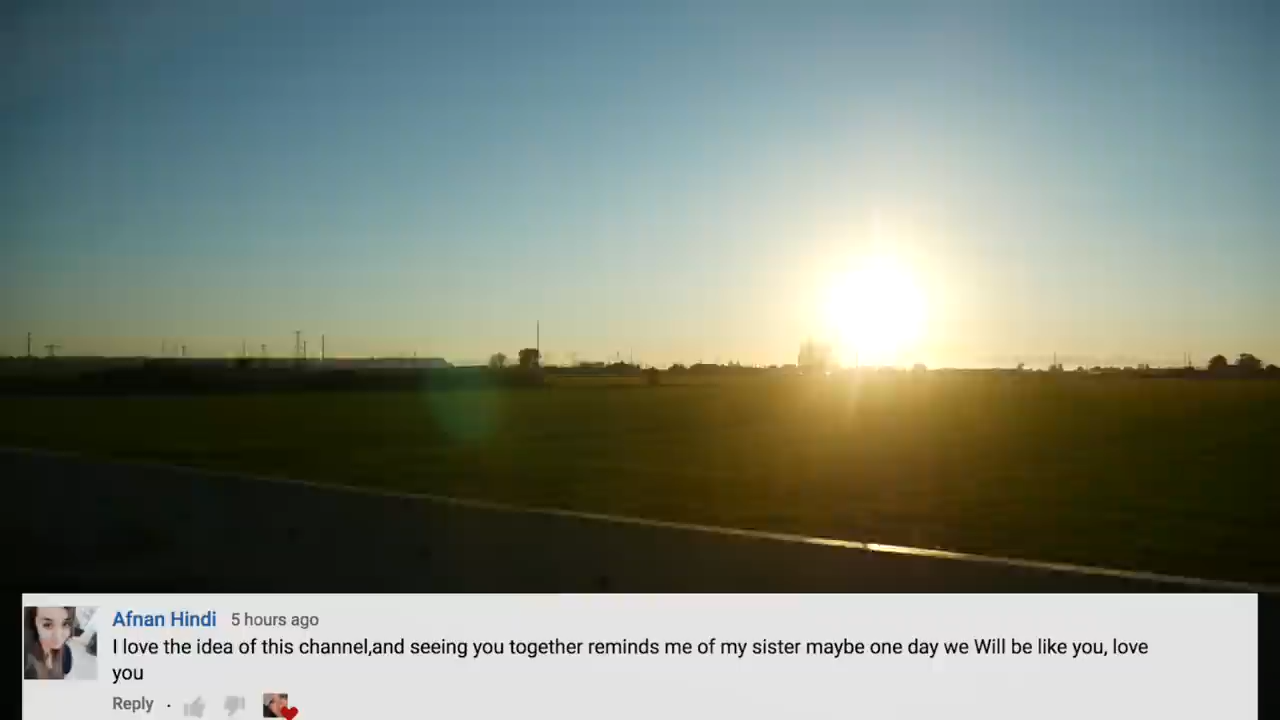 Afnan Hindi 5 hours ago
I love the idea of this channel,and seeing you together reminds me of my sister maybe one day we Will be like you, love
you
Reply